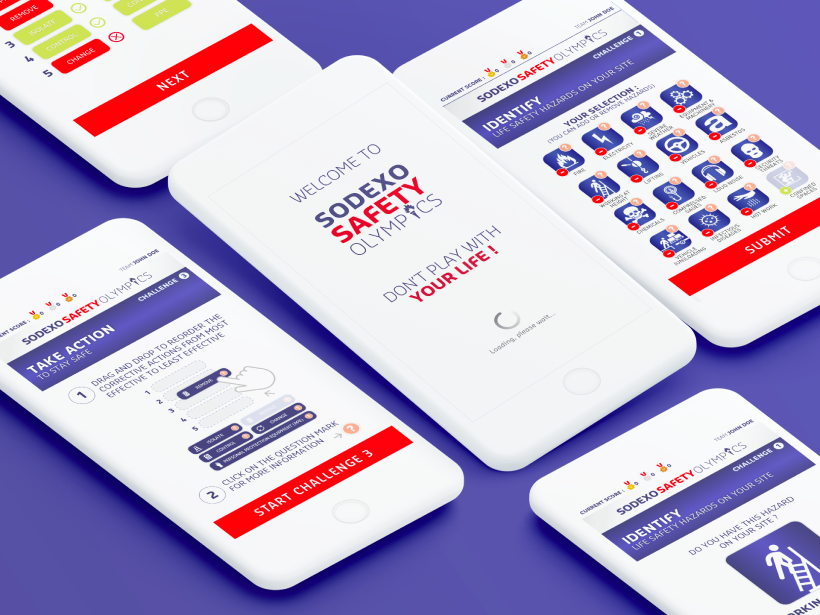 REMOVE
3 ISOLATE
4 CONTROL
PPE
5 CHANGE
NEXT
WELCOME TO
SODEXO
SAFETY
OLYMPICS
DON'T PLAY WITH
YOUR LIFE !
Loading, please wait...
TEAM JOHN DOE
CURRENT SCORE :
SODEXO SAFETY OLYMPICS
CHALLENGE 1
IDENTIFY
LIFE SAFETY HAZARDS ON YOUR SITE
YOUR SELECTION :
(YOU CAN ADD OR REMOVE HAZARDS)
FIRE
ELECTRICITY
SEVERE
WEATHER
EQUIPMENT &
MACHINERY
WORKING AT
HEIGHT
LIFTING
VEHICLES
ASBESTOS
CHEMICALS
COMPRESSED
GASES
LOUD NOISE
SECURITY
THREATS
VEHICLE
UNLOADING
INFECTIOUS
DISEASES
HOT WORK
CONFINED
SPACES
SUBMIT
TEAM JOHN DOE
CURRENT SCORE :
SODEXO SAFETY OLYMPICS
CHALLENGE 3
TAKE ACTION
TO STAY SAFE
1 DRAG AND DROP TO REORDER THE
CORRECTIVE ACTIONS FROM MOST
EFFECTIVE TO LEAST EFFECTIVE
1
2 REMOVE
3
4
5
ISOLATE
CONTROL
CHANGE
PERSONAL PROTECTION EQUIPMENT (PPE)
2 CLICK ON THE QUESTION MARK
FOR MORE INFORMATION → ?
START CHALLENGE 3
TEAM JOHN DOE
CURRENT SCORE :
SODEXO SAFETY OLYMPICS
CHALLENGE 1
IDENTIFY
LIFE SAFETY HAZARDS ON YOUR SITE
DO YOU HAVE THIS HAZARD
ON YOUR SITE ?